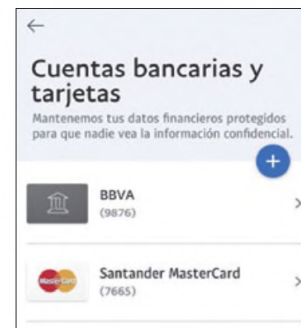 Cuentas bancarias y
tarjetas
Mantenemos tus datos financieros protegidos
para que nadie vea la información confidencial.
+
BBVA
(9876)
MasterCard
Santander MasterCard
(7665)